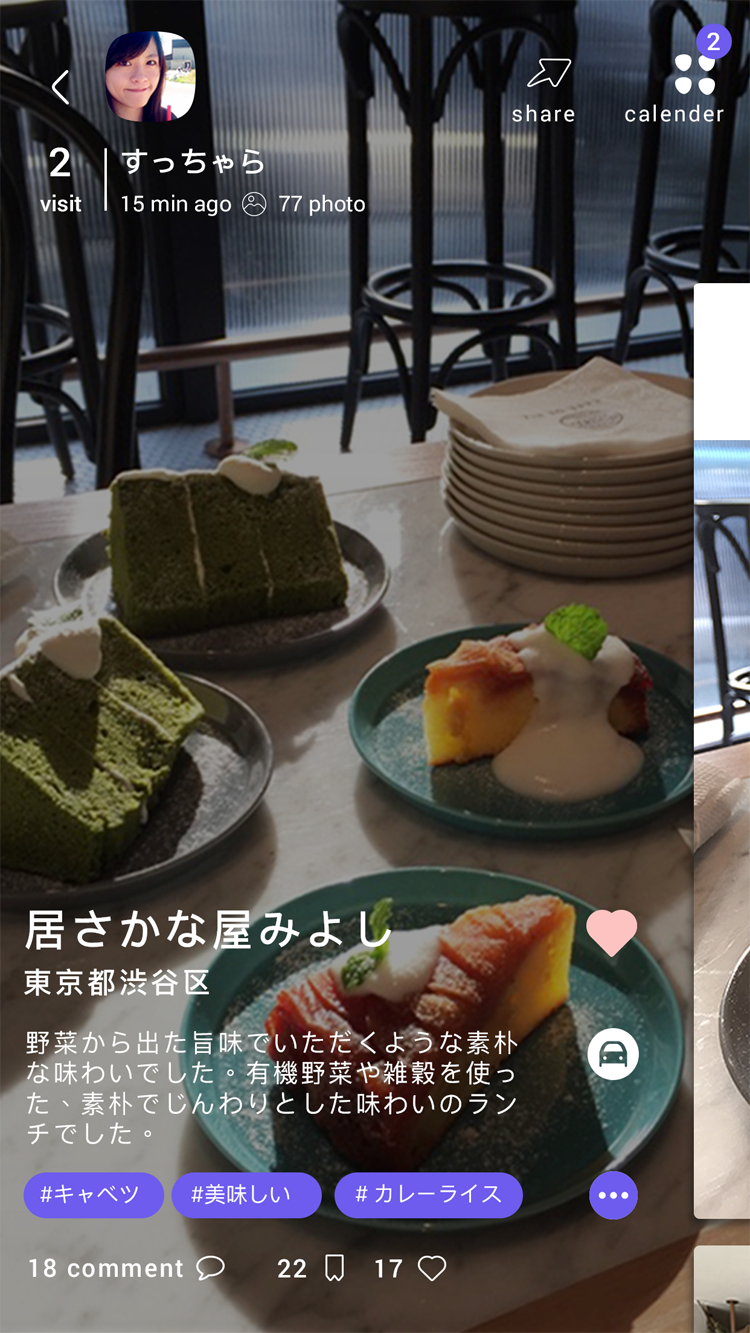 2
share
calender
2
すっちゃら
visit
15 min ago
77 photo
居さかな屋みよし
東京都渋谷区
野菜から出た旨味でいただくような素朴
な味わいでした。有機野菜や雑穀を使っ
た、素朴でじんわりとした味わいのラン
チでした。
#キャベツ
#美味しい
# カレーライス
18 comment
22
17